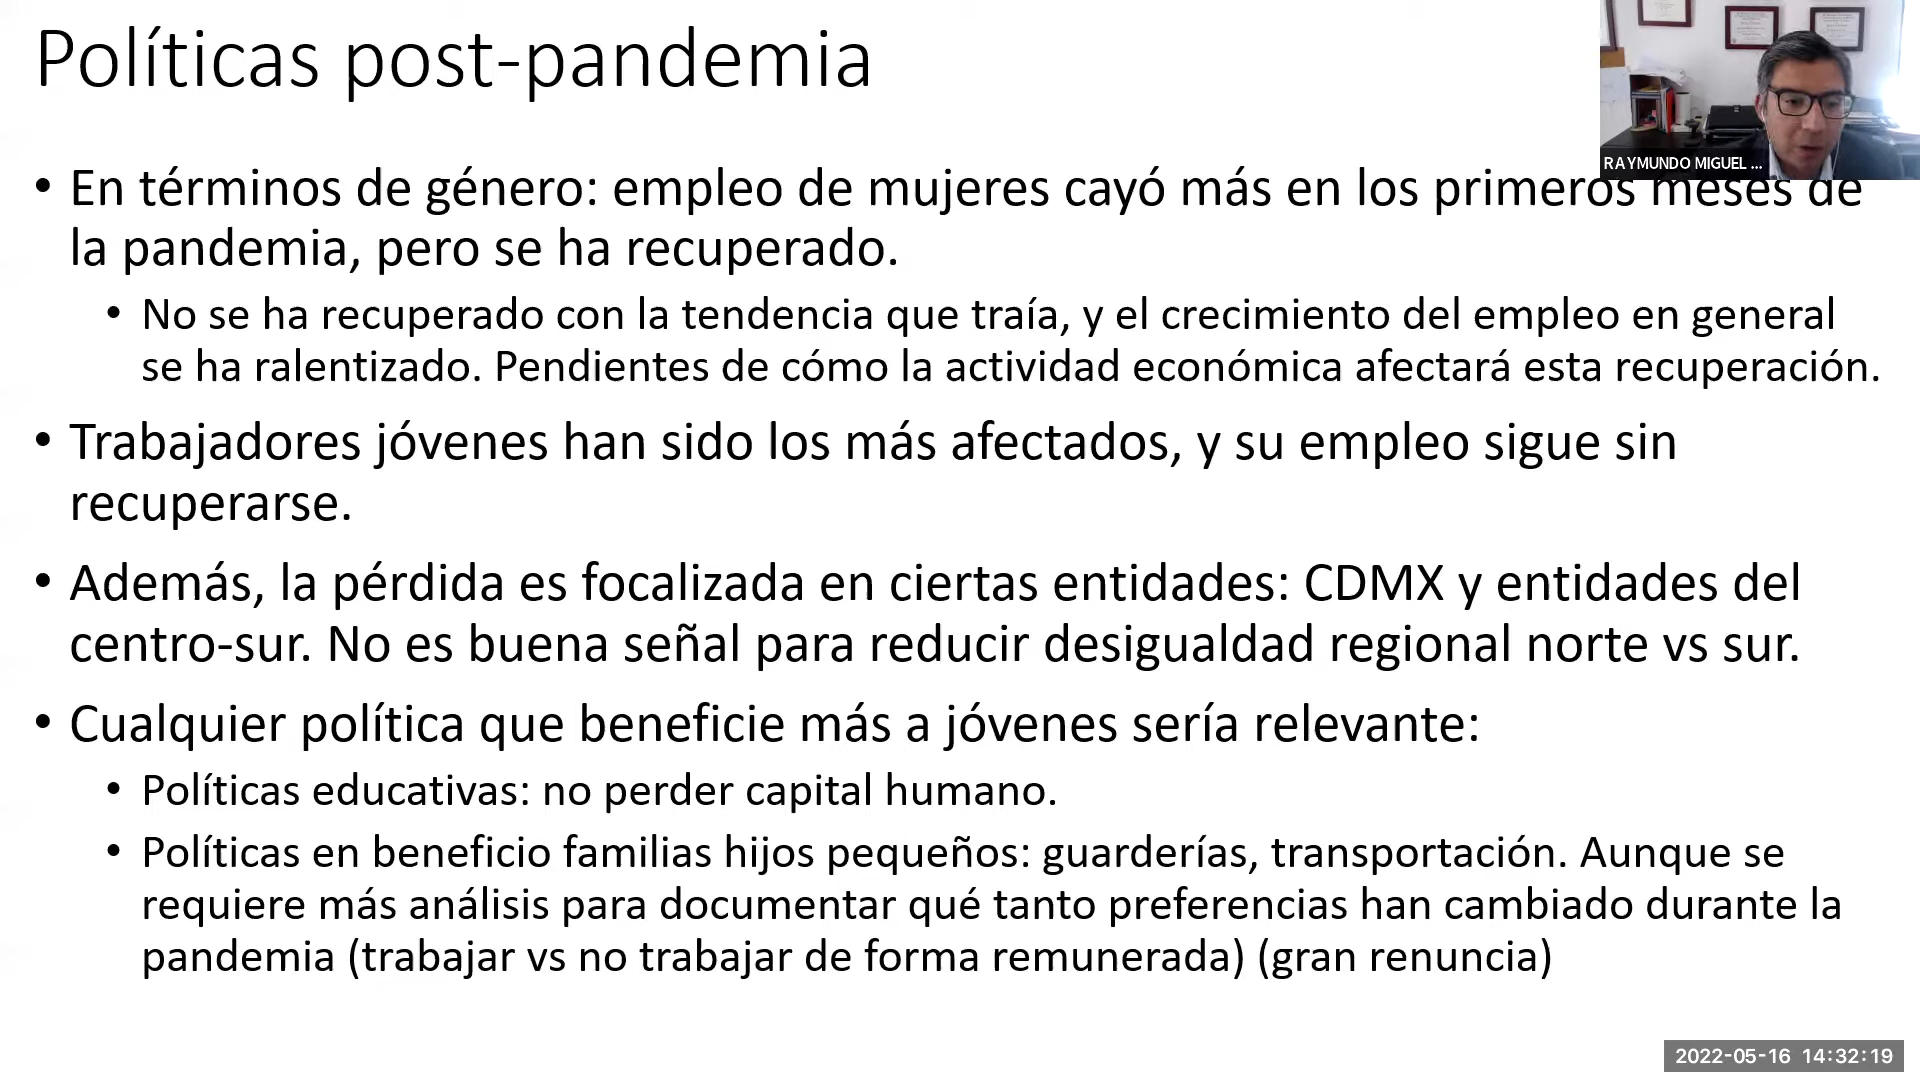 Políticas post-pandemia
RAYMUNDO MIGUEL ...
• En términos de género: empleo de mujeres cayó más en los primeros meses de
la pandemia, pero se ha recuperado.
• No se ha recuperado con la tendencia que traía, y el crecimiento del empleo en general
se ha ralentizado. Pendientes de cómo la actividad económica afectará esta recuperación.
• Trabajadores jóvenes han sido los más afectados, y su empleo sigue sin
recuperarse.
• Además, la pérdida es focalizada en ciertas entidades: CDMX y entidades del
centro-sur. No es buena señal para reducir desigualdad regional norte vs sur.
• Cualquier política que beneficie más a jóvenes sería relevante:
• Políticas educativas: no perder capital humano.
• Políticas en beneficio familias hijos pequeños: guarderías, transportación. Aunque se
requiere más análisis para documentar qué tanto preferencias han cambiado durante la
pandemia (trabajar vs no trabajar de forma remunerada) (gran renuncia)
2022-05-16 14:32:19